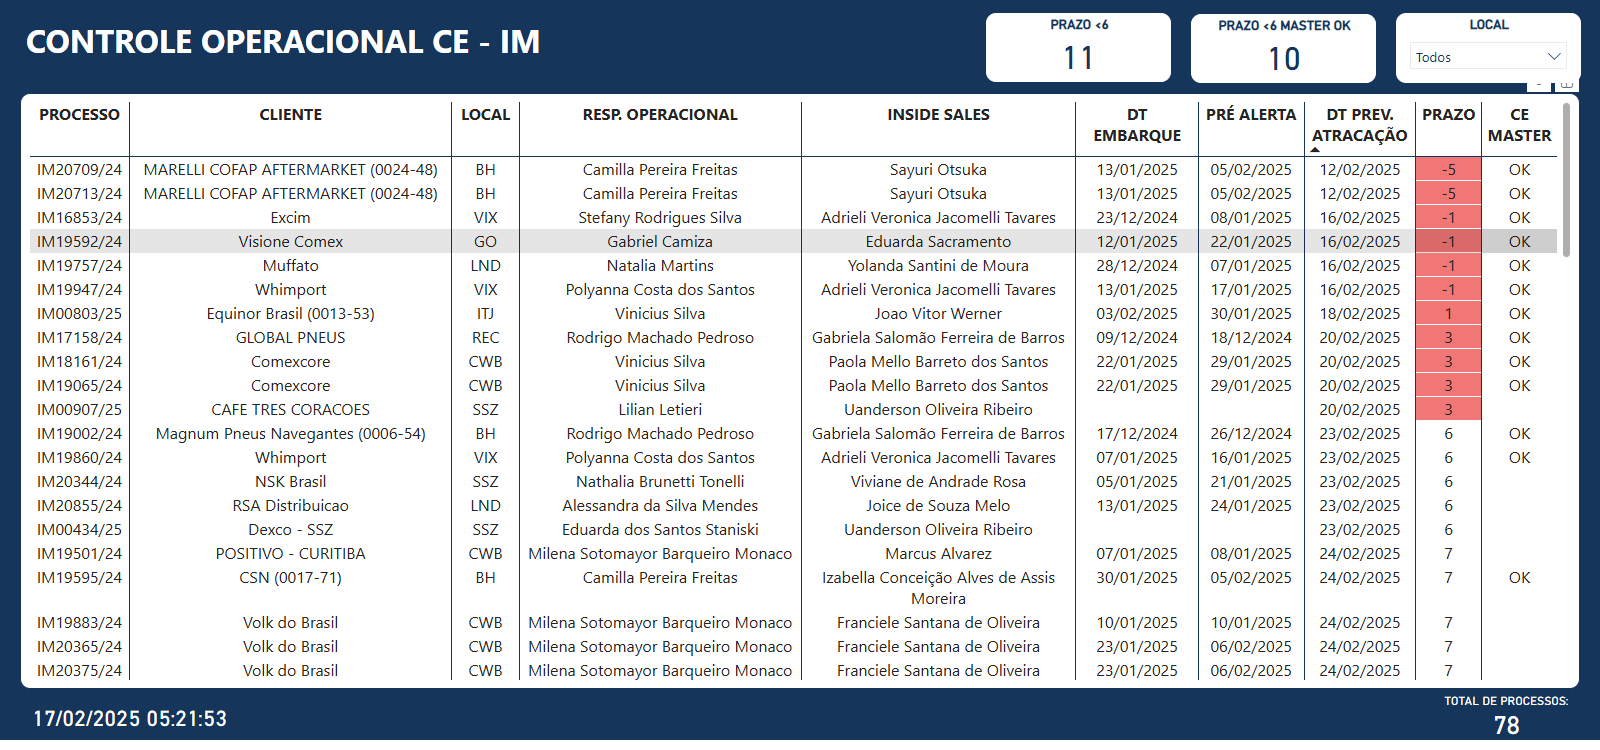 CONTROLE OPERACIONAL CE - IM
PRAZO <6
11
PRAZO <6 MASTER OK
10
LOCAL
Todos
PROCESSO CLIENTE LOCAL RESP. OPERACIONAL INSIDE SALES DT EMBARQUE PRÉ ALERTA DT PREV. ATRACAÇÃO PRAZO CE MASTER
IM20709/24 MARELLI COFAP AFTERMARKET (0024-48) BH Camilla Pereira Freitas Sayuri Otsuka 13/01/2025 05/02/2025 12/02/2025 -5 OK
IM20713/24 MARELLI COFAP AFTERMARKET (0024-48) BH Camilla Pereira Freitas Sayuri Otsuka 13/01/2025 05/02/2025 12/02/2025 -5 OK
IM16853/24 Excim VIX Stefany Rodrigues Silva Adrieli Veronica Jacomelli Tavares 23/12/2024 08/01/2025 16/02/2025 -1 OK
IM19592/24 Visione Comex GO Gabriel Camiza Eduarda Sacramento 12/01/2025 22/01/2025 16/02/2025 -1 OK
IM19757/24 Muffato LND Natalia Martins Yolanda Santini de Moura 28/12/2024 07/01/2025 16/02/2025 -1 OK
IM19947/24 Whimport VIX Polyanna Costa dos Santos Adrieli Veronica Jacomelli Tavares 13/01/2025 17/01/2025 16/02/2025 -1 OK
IM00803/25 Equinor Brasil (0013-53) ITJ Vinicius Silva Joao Vitor Werner 03/02/2025 30/01/2025 18/02/2025 1 OK
IM17158/24 GLOBAL PNEUS REC Rodrigo Machado Pedroso Gabriela Salomão Ferreira de Barros 09/12/2024 18/12/2024 20/02/2025 3 OK
IM18161/24 Comexcore CWB Vinicius Silva Paola Mello Barreto dos Santos 22/01/2025 29/01/2025 20/02/2025 3 OK
IM19065/24 Comexcore CWB Vinicius Silva Paola Mello Barreto dos Santos 22/01/2025 29/01/2025 20/02/2025 3 OK
IM00907/25 CAFE TRES CORACOES SSZ Lilian Letieri Uanderson Oliveira Ribeiro 20/02/2025 3
IM19002/24 Magnum Pneus Navegantes (0006-54) BH Rodrigo Machado Pedroso Gabriela Salomão Ferreira de Barros 17/12/2024 26/12/2024 23/02/2025 6 OK
IM19860/24 Whimport VIX Polyanna Costa dos Santos Adrieli Veronica Jacomelli Tavares 07/01/2025 16/01/2025 23/02/2025 6 OK
IM20344/24 NSK Brasil SSZ Nathalia Brunetti Tonelli Viviane de Andrade Rosa 05/01/2025 21/01/2025 23/02/2025 6
IM20855/24 RSA Distribuicao LND Alessandra da Silva Mendes Joice de Souza Melo 13/01/2025 24/01/2025 23/02/2025 6
IM00434/25 Dexco - SSZ SSZ Eduarda dos Santos Staniski Uanderson Oliveira Ribeiro 23/02/2025 6
IM19501/24 POSITIVO - CURITIBA CWB Milena Sotomayor Barqueiro Monaco Marcus Alvarez 07/01/2025 08/01/2025 24/02/2025 7
IM19595/24 CSN (0017-71) BH Camilla Pereira Freitas Izabella Conceição Alves de Assis Moreira 30/01/2025 05/02/2025 24/02/2025 7 OK
IM19883/24 Volk do Brasil CWB Milena Sotomayor Barqueiro Monaco Franciele Santana de Oliveira 10/01/2025 10/01/2025 24/02/2025 7
IM20365/24 Volk do Brasil CWB Milena Sotomayor Barqueiro Monaco Franciele Santana de Oliveira 23/01/2025 06/02/2025 24/02/2025 7
IM20375/24 Volk do Brasil CWB Milena Sotomayor Barqueiro Monaco Franciele Santana de Oliveira 23/01/2025 06/02/2025 24/02/2025 7
17/02/2025 05:21:53
TOTAL DE PROCESSOS:
78